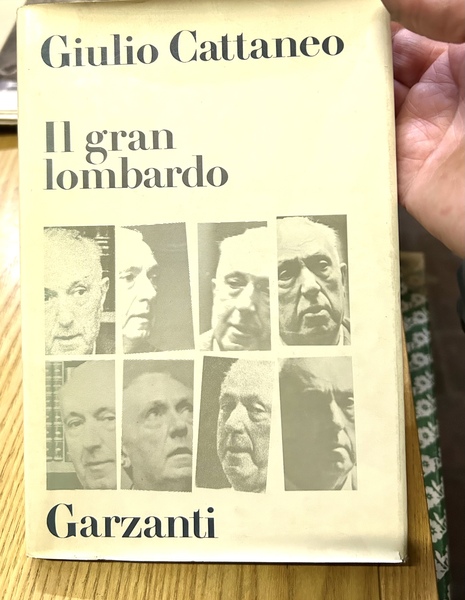 Giulio Cattaneo
Il gran
lombardo
Garzanti